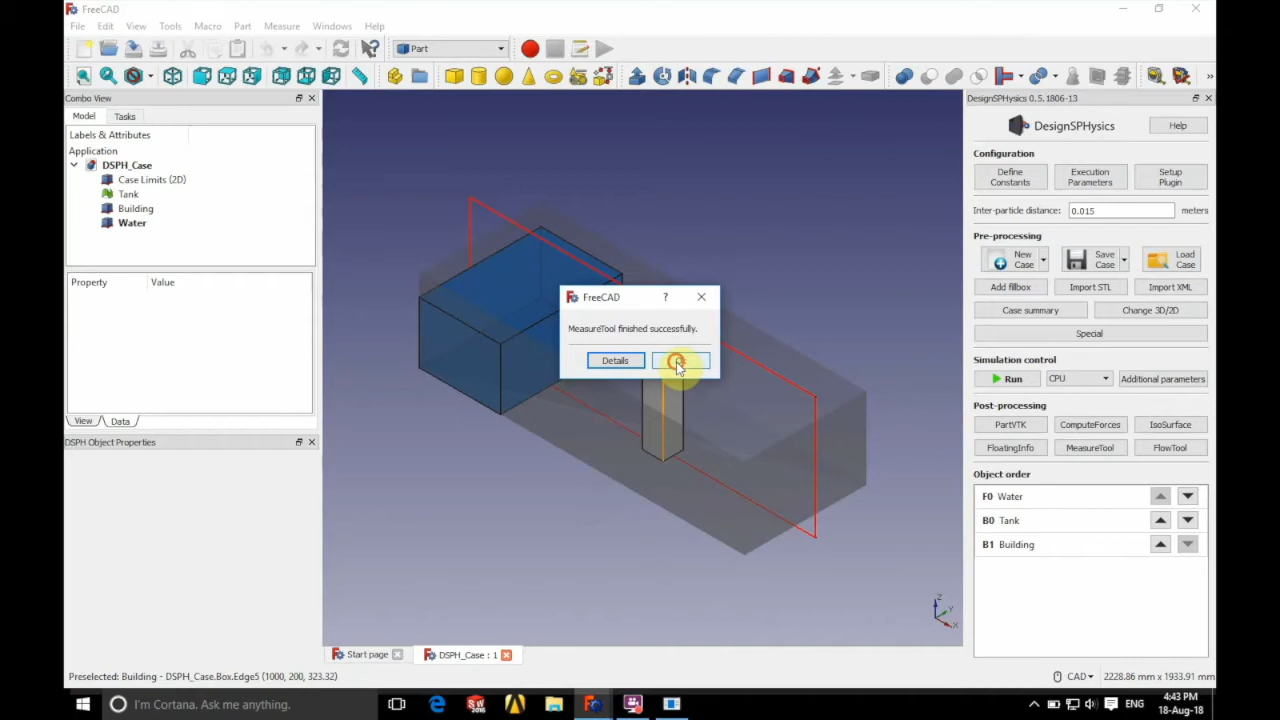 FreeCAD
File Edit View Tools Macro Part Measure Windows Help
Part
Combo View
Model Tasks
Labels & Attributes
Application
DSPH_Case
Case Limits (2D)
Tank
Building
Water
Property Value
View Data
DSPH Object Properties
FreeCAD ?
MeasureTool finished successfully.
Details
Z
Y
X
Start page
DSPH_Case : 1
DesignSPHysics 0.5.1806-13
DesignSPHysics Help
Configuration
Define Constants
Execution Parameters
Setup Plugin
Inter-particle distance: 0.015 meters
Pre-processing
New Case
Save Case
Load Case
Add fillbox Import STL Import XML
Case summary Change 3D/2D
Special
Simulation control
Run CPU Additional parameters
Post-processing
PartVTK ComputeForces IsoSurface
FloatingInfo MeasureTool FlowTool
Object order
F0 Water
B0 Tank
B1 Building
Preselected: Building - DSPH_Case.Box.Edge5 (1000, 200, 323.32)
CAD 2228.86 mm x 1933.91 mm
I'm Cortana. Ask me anything.
ENG
4:43 PM
18-Aug-18